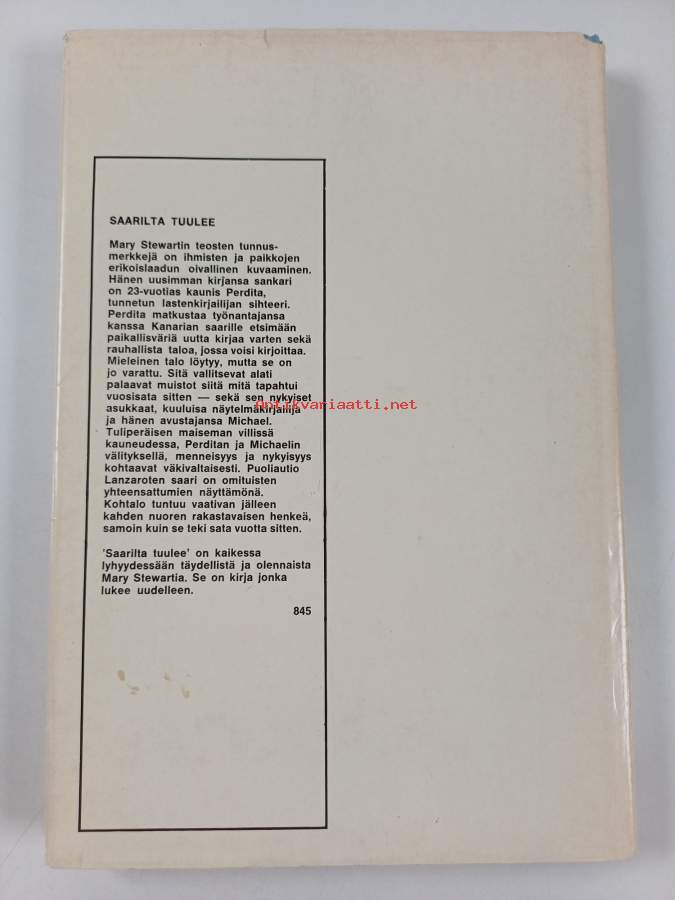 SAARILTA TUULEE
Mary Stewartin teosten tunnus-
merkkejä on ihmisten ja paikkojen
erikoislaadun oivallinen kuvaaminen.
Hänen uusimman kirjansa sankari
on 23-vuotias kaunis Perdita,
tunnetun lastenkirjailijan sihteeri.
Perdita matkustaa työnantajansa
kanssa Kanarian saarille etsimään
paikallisväriä uutta kirjaa varten sekä
rauhallista taloa, jossa voisi kirjoittaa.
Mieleinen talo löytyy, mutta se on
jo varattu. Sitä vallitsevat alati
palaavat muistot siitä mitä tapahtui
vuosisata sitten — sekä sen nykyiset
asukkaat, kuuluisa näytelmäkirjailija
Antikvariaatti.net
ja hänen avustajansa Michael.
Tuliperäisen maiseman villissä
kauneudessa, Perditan ja Michaelin
välityksellä, menneisyys ja nykyisyys
kohtaavat väkivaltaisesti. Puoliautio
Lanzaroten saari on omituisten
yhteensattumien näyttämönä.
Kohtalo tuntuu vaativan jälleen
kahden nuoren rakastavaisen henkeä,
samoin kuin se teki sata vuotta sitten.
'Saarilta tuulee' on kaikessa
lyhyydessään täydellistä ja olennaista
Mary Stewartia. Se on kirja jonka
lukee uudelleen.
845